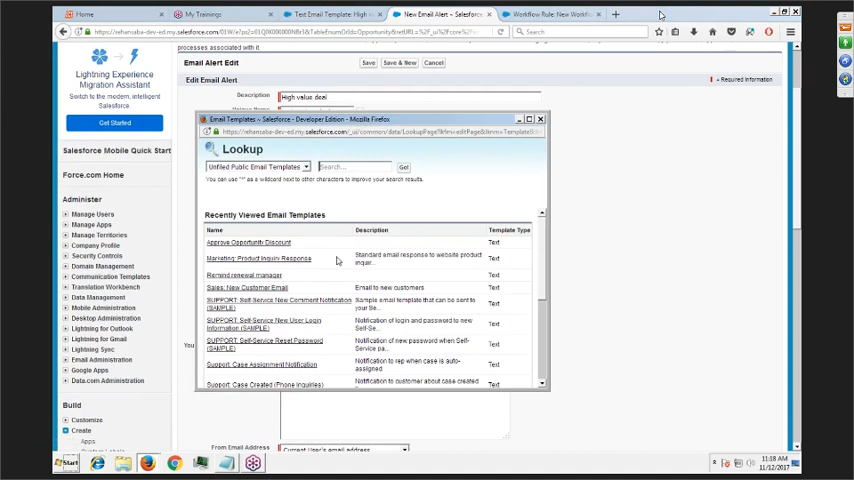 Home
My Trainings
Text Email Template: High v
New Email Alert ~ Salesforc
Workflow Rule: New Workfl
Search
processes associated with it
Lightning Experience
Migration Assistant
Switch to the modern, intelligent
Salesforce.
Get Started
Salesforce Mobile Quick Start
Force.com Home
Administer
Manage Users
Manage Apps
Manage Territories
Company Profile
Security Controls
Domain Management
Communication Templates
Translation Workbench
Data Management
Mobile Administration
Desktop Administration
Lightning for Outlook
Lightning for Gmail
Lightning Sync
Email Administration
Google Apps
Data.com Administration
Build
Customize
Create
Apps
Email Alert Edit
Save
Save & New
Cancel
Edit Email Alert
= Required Information
Description
High value deal
Email Templates ~ Salesforce - Developer Edition - Mozilla Firefox
Lookup
Unfiled Public Email Templates
Search...
Go!
You can use "*" as a wildcard next to other characters to improve your search results.
Recently Viewed Email Templates
Name Description Template Type
Approve Opportunity Discount Text
Marketing: Product Inquiry Response Standard email response to website product inquir... Text
Remind renewal manager Text
Sales: New Customer Email Email to new customers Text
SUPPORT: Self-Service New Comment Notification (SAMPLE) Sample email template that can be sent to your Se... Text
SUPPORT: Self-Service New User Login Information (SAMPLE) Notification of login and password to new Self-Se... Text
SUPPORT: Self-Service Reset Password (SAMPLE) Notification of new password when Self-Service pa... Text
Support: Case Assignment Notification Notification to rep when case is auto-assigned Text
Support: Case Created (Phone Inquiries) Notification to customer about case created Text
You
From Email Address
Current User's email address
Start
11:18 AM
11/12/2017